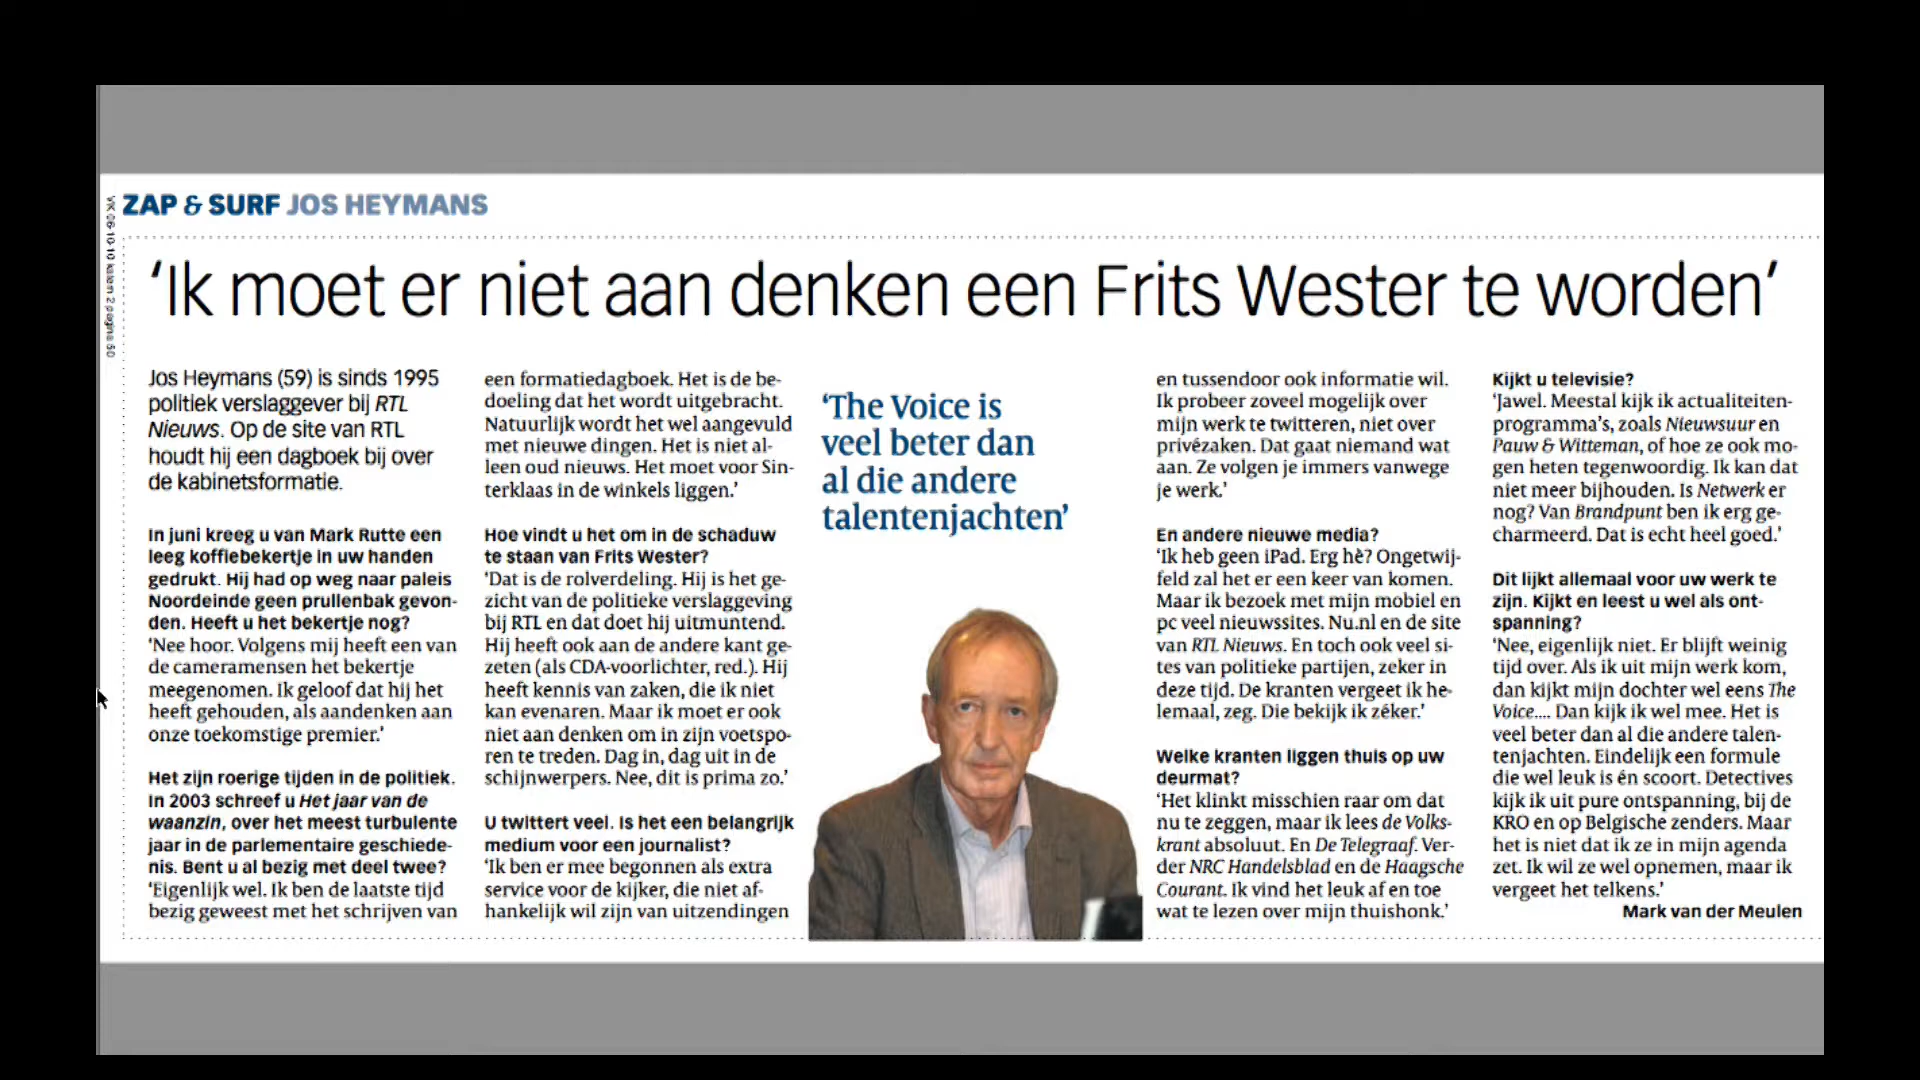 ZAP & SURF JOS HEYMANS
VK 06-10-10 katern 2 pagina 50
‘Ik moet er niet aan denken een Frits Wester te worden’
Jos Heymans (59) is sinds 1995
politiek verslaggever bij RTL
Nieuws. Op de site van RTL
houdt hij een dagboek bij over
de kabinetsformatie.
In juni kreeg u van Mark Rutte een
leeg koffiebekertje in uw handen
gedrukt. Hij had op weg naar paleis
Noordeinde geen prullenbak gevon-
den. Heeft u het bekertje nog?
‘Nee hoor. Volgens mij heeft een van
de cameramensen het bekertje
meegenomen. Ik geloof dat hij het
heeft gehouden, als aandenken aan
onze toekomstige premier.’
Het zijn roerige tijden in de politiek.
In 2003 schreef u Het jaar van de
waanzin, over het meest turbulente
jaar in de parlementaire geschiede-
nis. Bent u al bezig met deel twee?
‘Eigenlijk wel. Ik ben de laatste tijd
bezig geweest met het schrijven van
een formatiedagboek. Het is de be-
doeling dat het wordt uitgebracht.
Natuurlijk wordt het wel aangevuld
met nieuwe dingen. Het is niet al-
leen oud nieuws. Het moet voor Sin-
terklaas in de winkels liggen.’
Hoe vindt u het om in de schaduw
te staan van Frits Wester?
‘Dat is de rolverdeling. Hij is het ge-
zicht van de politieke verslaggeving
bij RTL en dat doet hij uitmuntend.
Hij heeft ook aan de andere kant ge-
zeten (als CDA-voorlichter, red.). Hij
heeft kennis van zaken, die ik niet
kan evenaren. Maar ik moet er ook
niet aan denken om in zijn voetspo-
ren te treden. Dag in, dag uit in de
schijnwerpers. Nee, dit is prima zo.’
U twittert veel. Is het een belangrijk
medium voor een journalist?
‘Ik ben er mee begonnen als extra
service voor de kijker, die niet af-
hankelijk wil zijn van uitzendingen
‘The Voice is
veel beter dan
al die andere
talentenjachten’
en tussendoor ook informatie wil.
Ik probeer zoveel mogelijk over
mijn werk te twitteren, niet over
privézaken. Dat gaat niemand wat
aan. Ze volgen je immers vanwege
je werk.’
En andere nieuwe media?
‘Ik heb geen iPad. Erg hè? Ongetwij-
feld zal het er een keer van komen.
Maar ik bezoek met mijn mobiel en
pc veel nieuwssites. Nu.nl en de site
van RTL Nieuws. En toch ook veel si-
tes van politieke partijen, zeker in
deze tijd. De kranten vergeet ik he-
lemaal, zeg. Die bekijk ik zéker.’
Welke kranten liggen thuis op uw
deurmat?
‘Het klinkt misschien raar om dat
nu te zeggen, maar ik lees de Volks-
krant absoluut. En De Telegraaf. Ver-
der NRC Handelsblad en de Haagsche
Courant. Ik vind het leuk af en toe
wat te lezen over mijn thuishonk.’
Kijkt u televisie?
‘Jawel. Meestal kijk ik actualiteiten-
programma’s, zoals Nieuwsuur en
Pauw & Witteman, of hoe ze ook mo-
gen heten tegenwoordig. Ik kan dat
niet meer bijhouden. Is Netwerk er
nog? Van Brandpunt ben ik erg ge-
charmeerd. Dat is echt heel goed.’
Dit lijkt allemaal voor uw werk te
zijn. Kijkt en leest u wel als ont-
spanning?
‘Nee, eigenlijk niet. Er blijft weinig
tijd over. Als ik uit mijn werk kom,
dan kijkt mijn dochter wel eens The
Voice.... Dan kijk ik wel mee. Het is
veel beter dan al die andere talen-
tenjachten. Eindelijk een formule
die wel leuk is én scoort. Detectives
kijk ik uit pure ontspanning, bij de
KRO en op Belgische zenders. Maar
het is niet dat ik ze in mijn agenda
zet. Ik wil ze wel opnemen, maar ik
vergeet het telkens.’
Mark van der Meulen